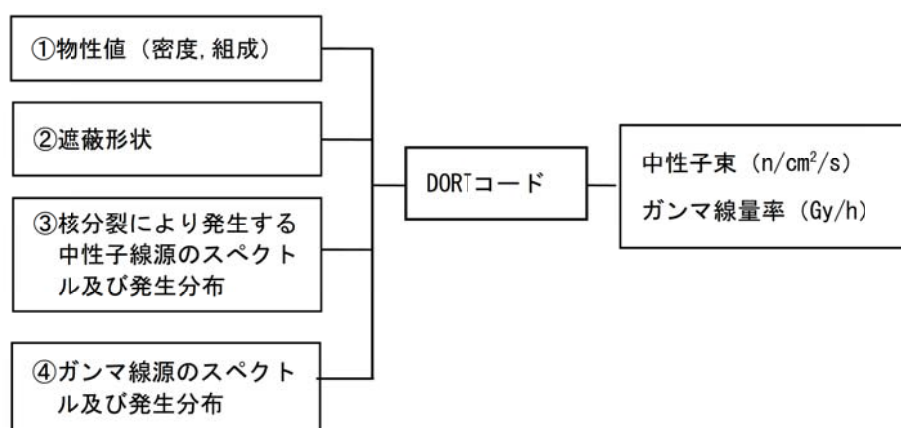 ①物性値（密度, 組成）
②遮蔽形状
③核分裂により発生する
中性子線源のスペクト
ル及び発生分布
④ガンマ線源のスペクト
ル及び発生分布
DORTコード
中性子束（n/cm²/s）
ガンマ線量率（Gy/h）